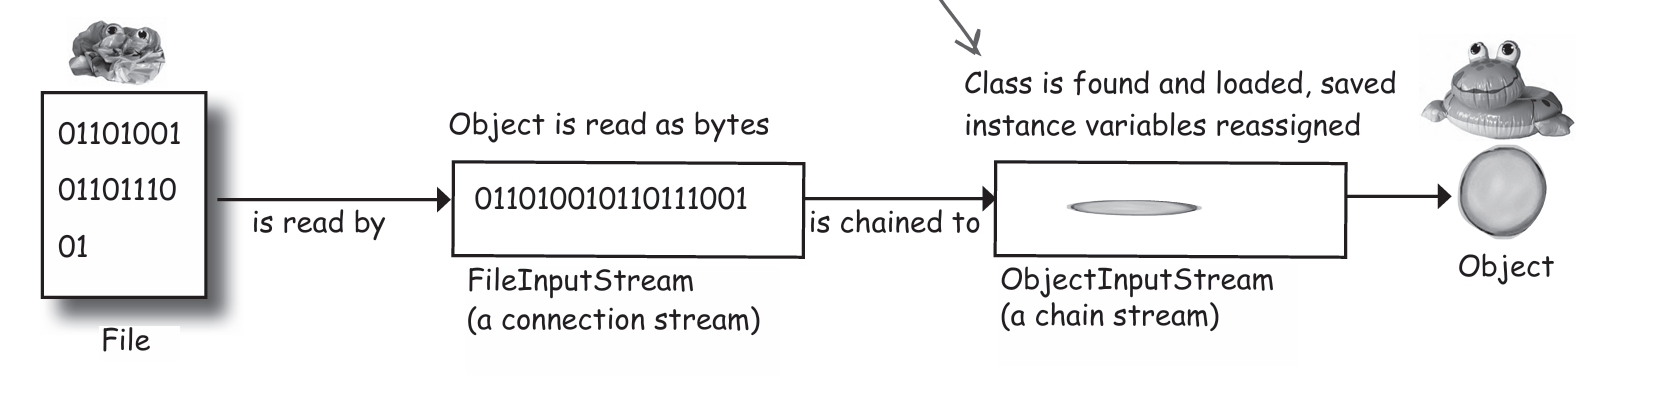 01101001
01101110
01
File
is read by
Object is read as bytes
011010010110111001
FileInputStream
(a connection stream)
is chained to
Class is found and loaded, saved
instance variables reassigned
ObjectInputStream
(a chain stream)
Object